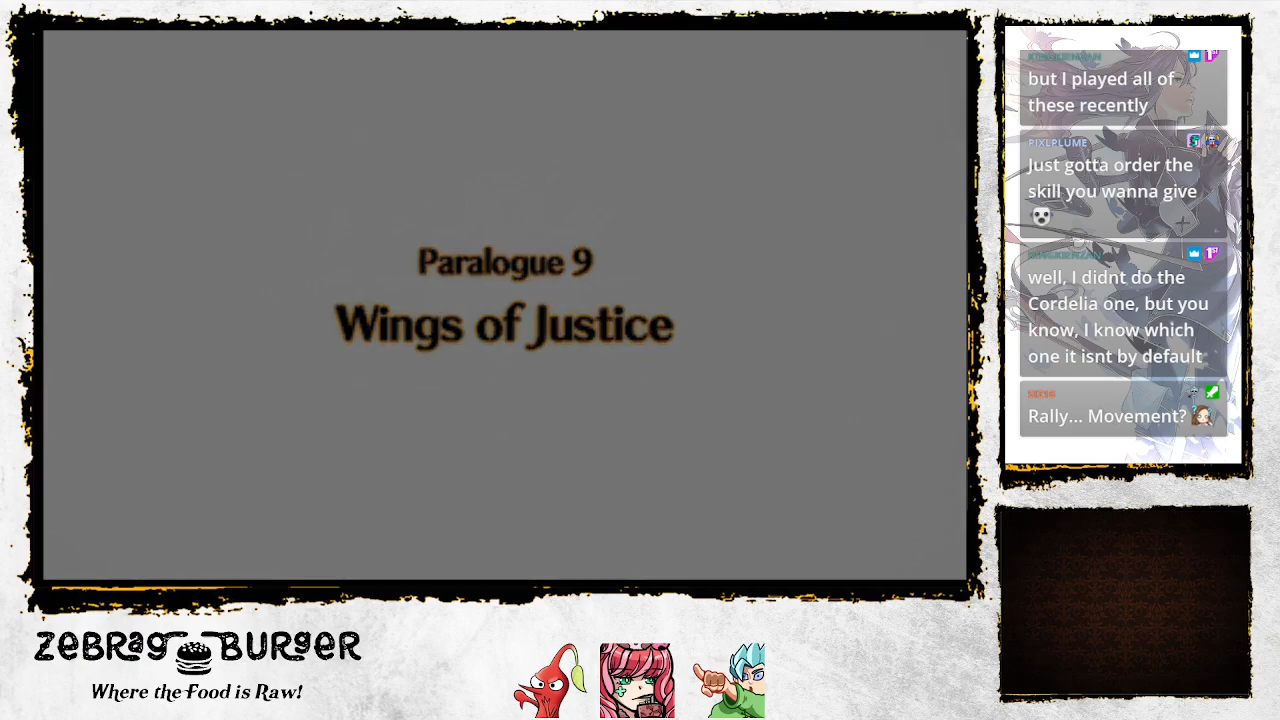 Paralogue 9
Wings of Justice
but I played all of
these recently
PIXLPLUME
Just gotta order the
skill you wanna give
well, I didnt do the
Cordelia one, but you
know, I know which
one it isnt by default
Rally... Movement?
ZEBRAG BURGER
Where the Food is Raw!